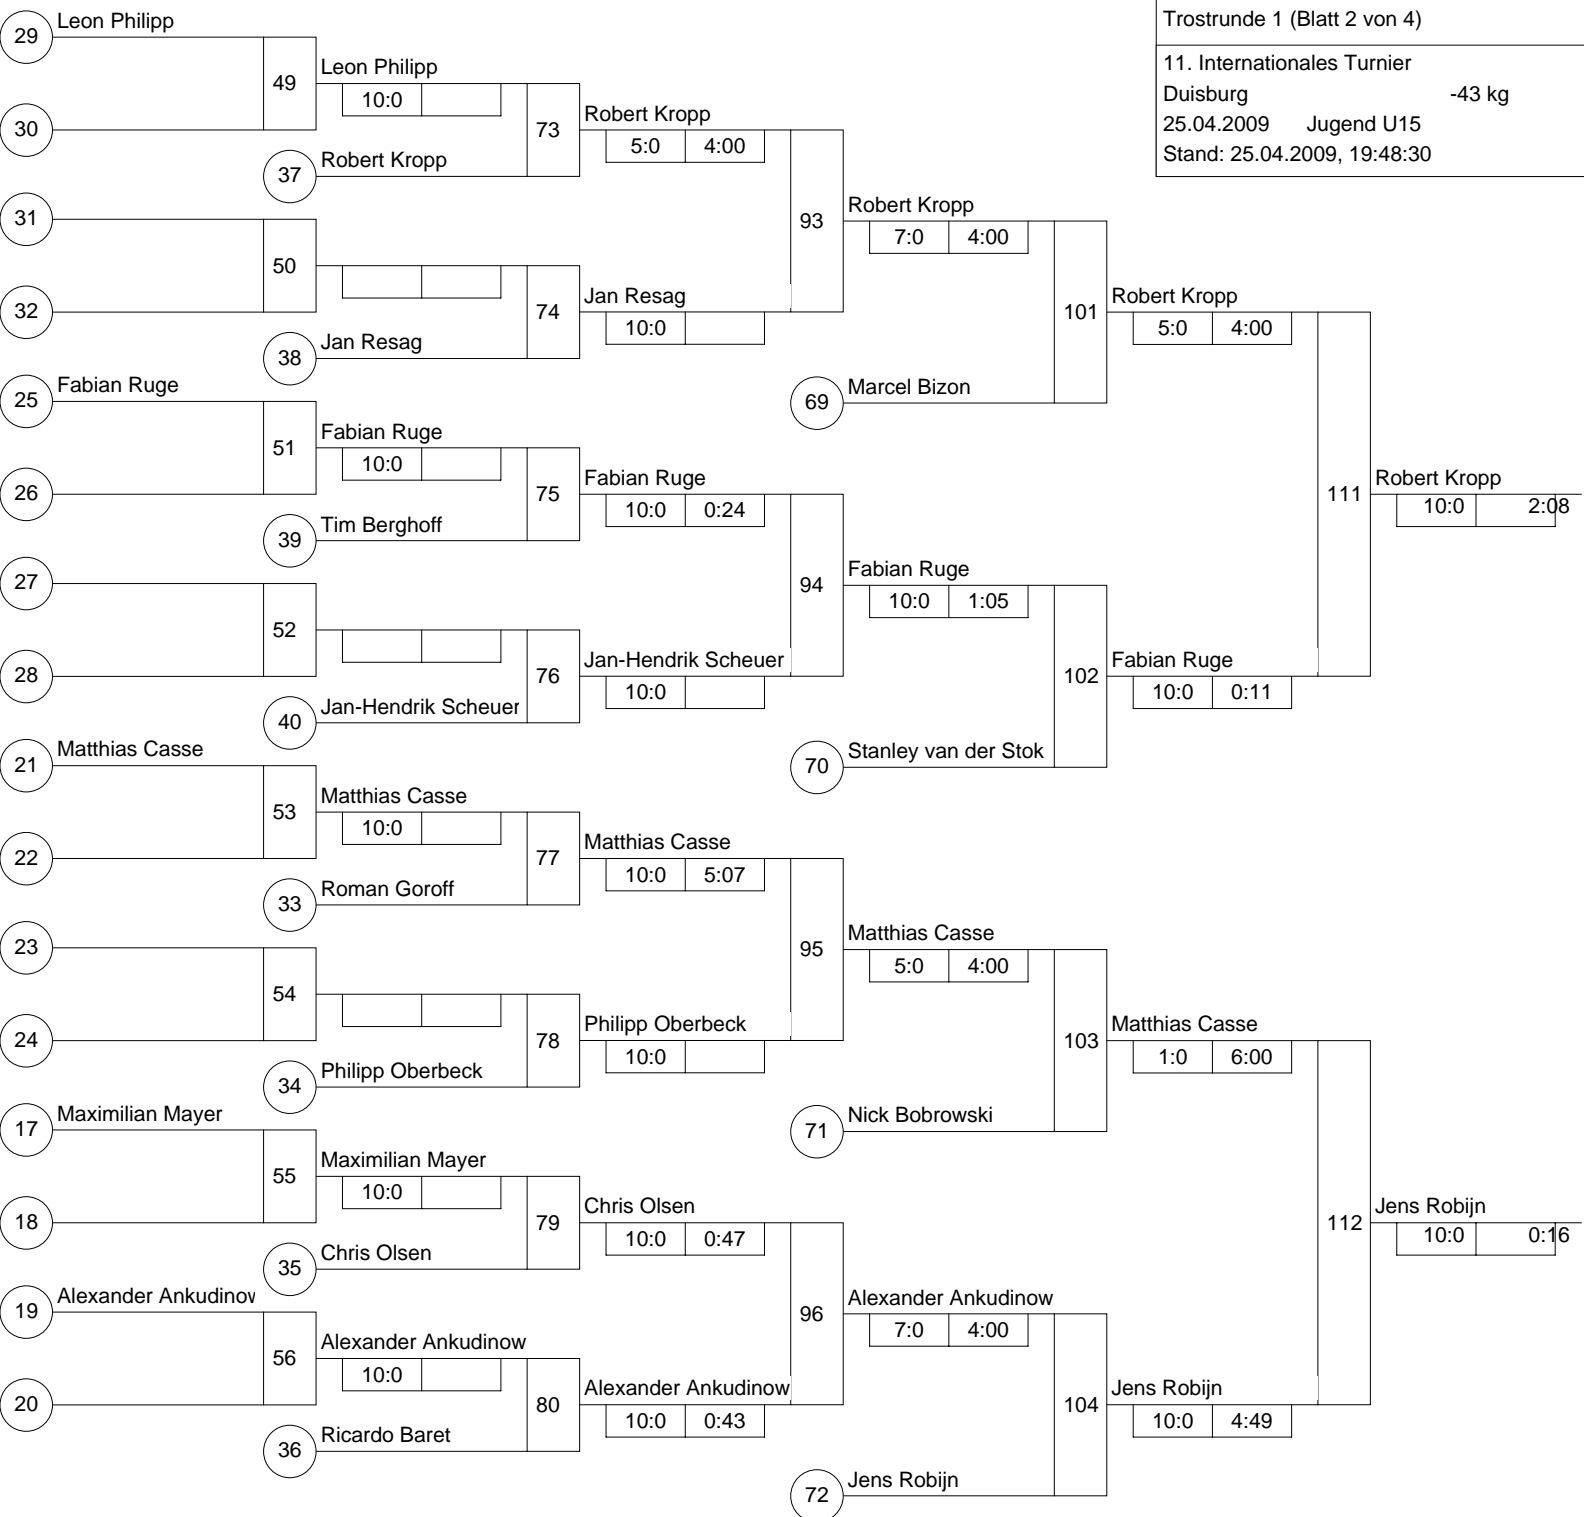 Trostrunde 1 (Blatt 2 von 4)
11. Internationales Turnier
Duisburg -43 kg
25.04.2009 Jugend U15
Stand: 25.04.2009, 19:48:30
29 Leon Philipp
49 Leon Philipp
10:0
30
73 Robert Kropp
5:0 4:00
37 Robert Kropp
31
93 Robert Kropp
7:0 4:00
50
32
74 Jan Resag
10:0
38 Jan Resag
101 Robert Kropp
5:0 4:00
69 Marcel Bizon
25 Fabian Ruge
51 Fabian Ruge
10:0
26
75 Fabian Ruge
10:0 0:24
39 Tim Berghoff
111 Robert Kropp
10:0 2:08
27
94 Fabian Ruge
10:0 1:05
52
28
76 Jan-Hendrik Scheuer
10:0
40 Jan-Hendrik Scheuer
102 Fabian Ruge
10:0 0:11
70 Stanley van der Stok
21 Matthias Casse
53 Matthias Casse
10:0
22
77 Matthias Casse
10:0 5:07
33 Roman Goroff
23
95 Matthias Casse
5:0 4:00
54
24
78 Philipp Oberbeck
10:0
34 Philipp Oberbeck
103 Matthias Casse
1:0 6:00
71 Nick Bobrowski
17 Maximilian Mayer
55 Maximilian Mayer
10:0
18
79 Chris Olsen
10:0 0:47
35 Chris Olsen
112 Jens Robijn
10:0 0:16
19 Alexander Ankudinow
96 Alexander Ankudinow
7:0 4:00
56 Alexander Ankudinow
10:0
20
80 Alexander Ankudinow
10:0 0:43
36 Ricardo Baret
104 Jens Robijn
10:0 4:49
72 Jens Robijn